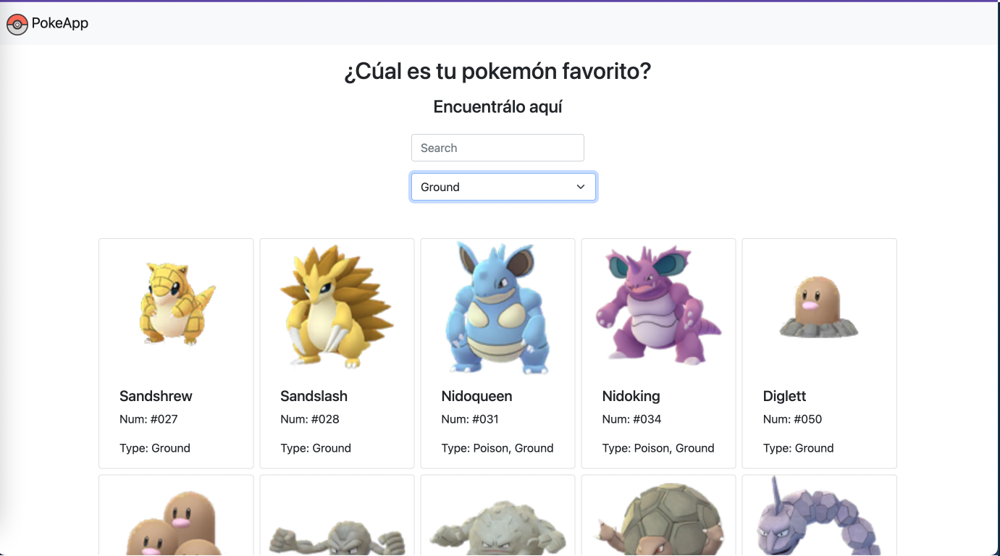 PokeApp
¿Cúal es tu pokemón favorito?
Encuentrálo aquí
Search
Ground
Sandshrew
Num: #027
Type: Ground
Sandslash
Num: #028
Type: Ground
Nidoqueen
Num: #031
Type: Poison, Ground
Nidoking
Num: #034
Type: Poison, Ground
Diglett
Num: #050
Type: Ground